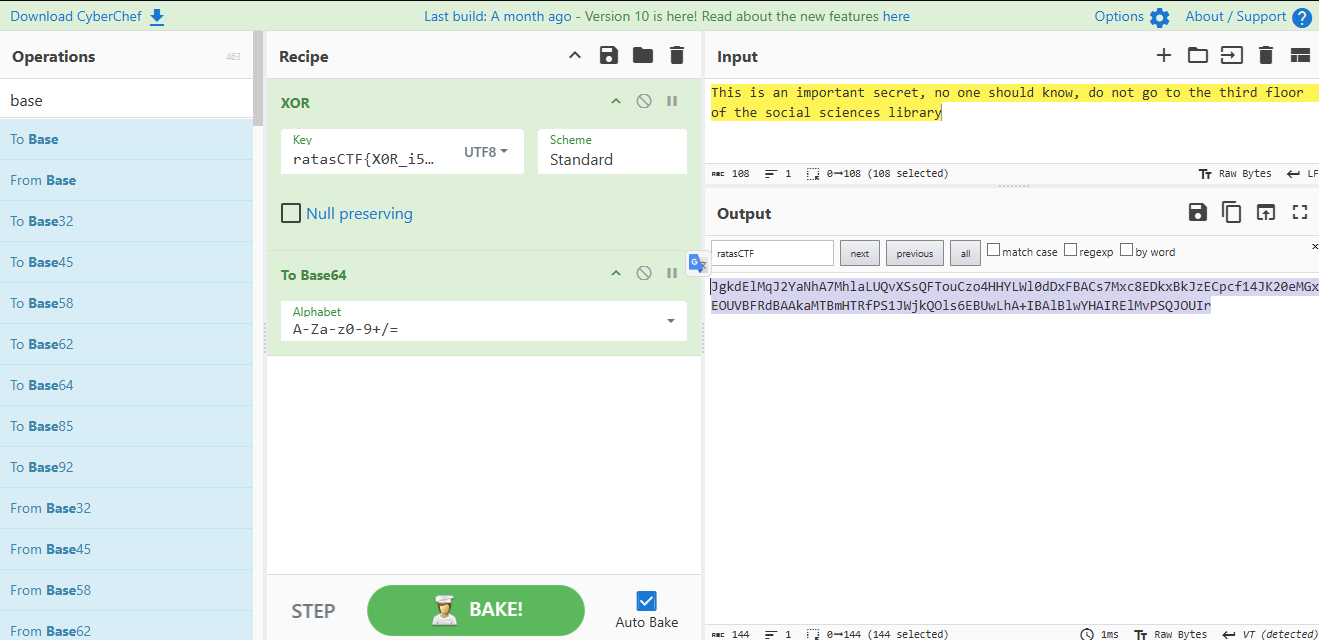 Download CyberChef
Last build: A month ago - Version 10 is here! Read about the new features here
Options
About / Support
Operations
463
base
To Base
From Base
To Base32
To Base45
To Base58
To Base62
To Base64
To Base85
To Base92
From Base32
From Base45
From Base58
From Base62
Recipe
XOR
Key
ratasCTF{X0R_i5…
UTF8
Scheme
Standard
Null preserving
To Base64
Alphabet
A-Za-z0-9+/=
STEP
BAKE!
Auto Bake
Input
This is an important secret, no one should know, do not go to the third floor
of the social sciences library
ABC 108 1 0→108 (108 selected)
Tт Raw Bytes LF
Output
ratasCTF
next
previous
all
match case
regexp
by word
×
JgkdElMqJ2YaNhA7MhlaLUQvXSsQFTouCzo4HHYLWl0dDxFBACs7Mxc8EDkxBkJzECpcf14JK20eMGx
EOUVBFRdBAAkaMTBmHTRfPS1JWjkQOls6EBUwLhA+IBAlBlwYHAIRElMvPSQJOUIr
ABC 144 1 0→144 (144 selected)
1ms Tт Raw Bytes VT (detected)